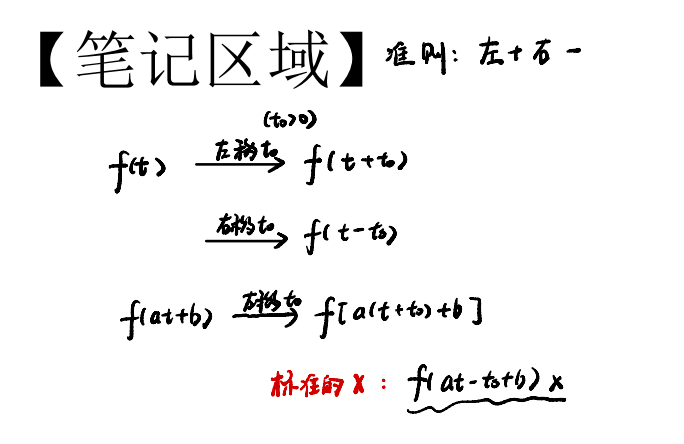 【笔记区域】准则：左+右-
(t₀>0)
f(t) 左移t₀ f(t+t₀)
右移t₀ f(t-t₀)
f(at+b) 左移t₀ f[a(t+t₀)+b]
标准的X： f(at-t₀+b) x